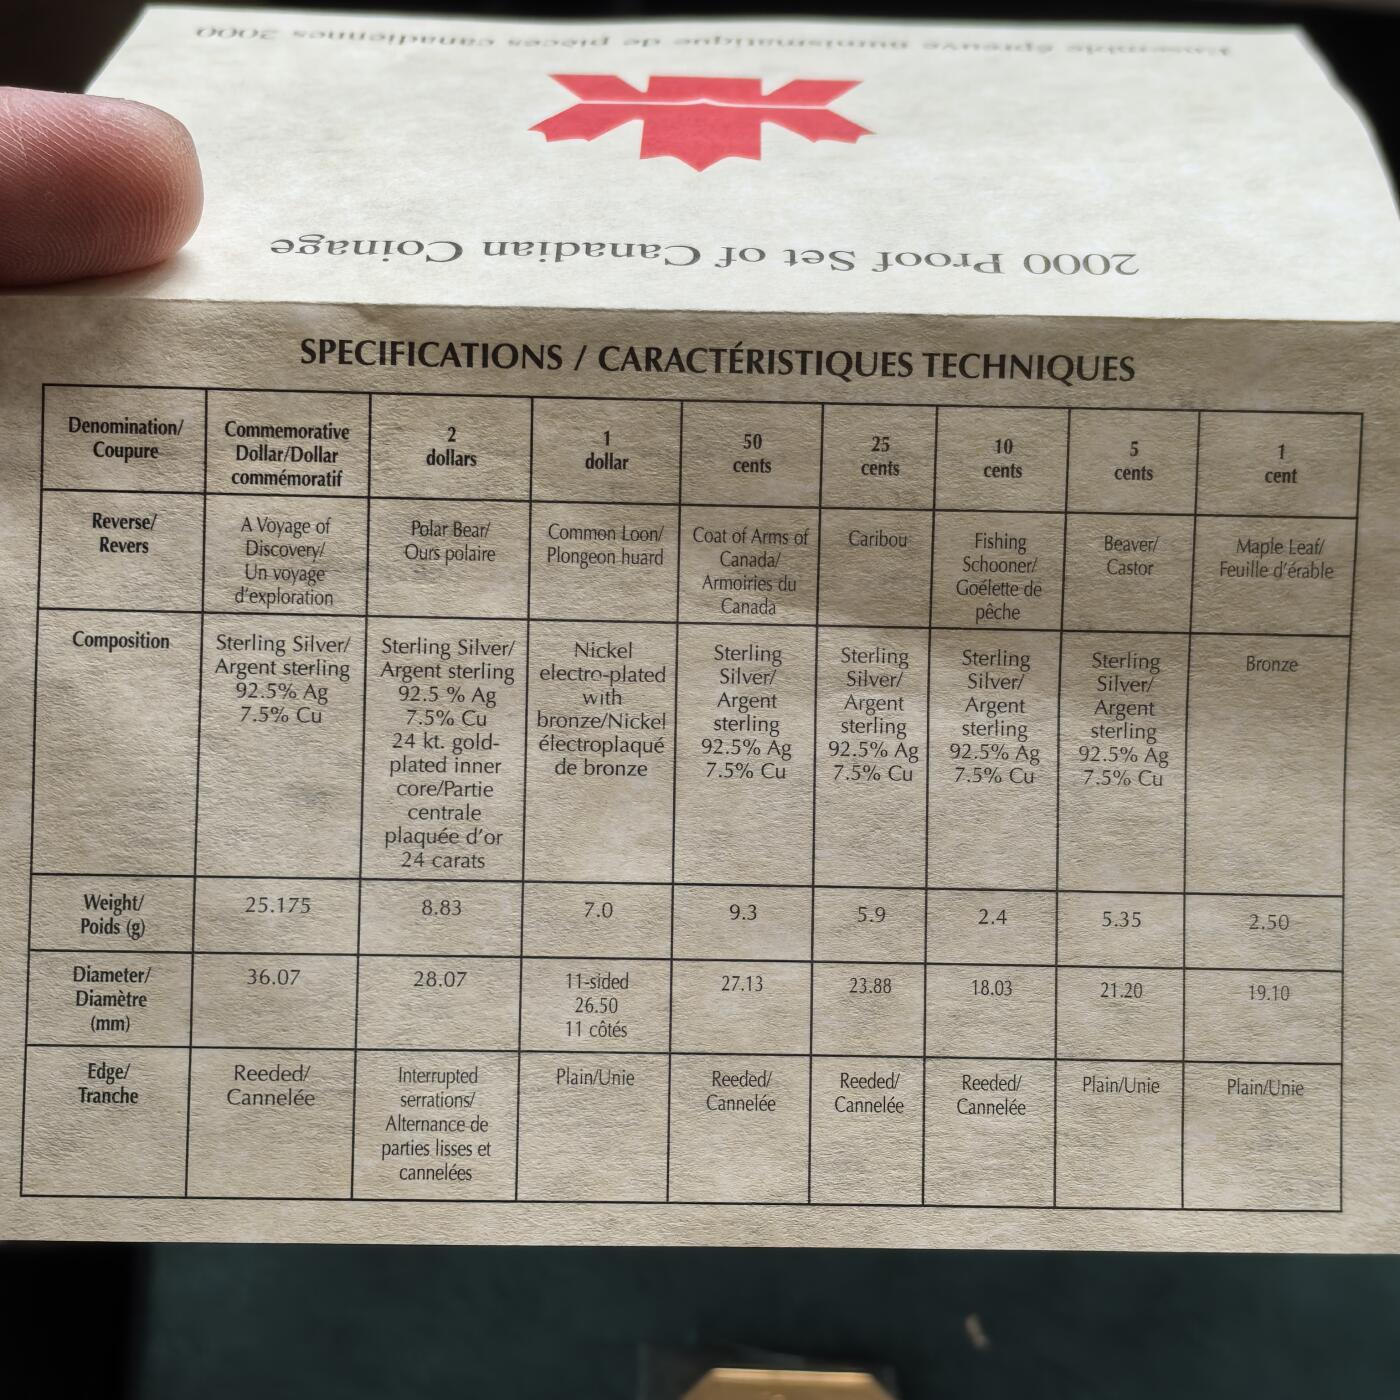 L'ensemble épreuve numismatique de pièces canadiennes 2000
2000 Proof Set of Canadian Coinage
SPECIFICATIONS / CARACTÉRISTIQUES TECHNIQUES
Denomination/
Coupure
Commemorative
Dollar/Dollar
commémoratif
2
dollars
1
dollar
50
cents
25
cents
10
cents
5
cents
1
cent
Reverse/
Revers
A Voyage of
Discovery/
Un voyage
d'exploration
Polar Bear/
Ours polaire
Common Loon/
Plongeon huard
Coat of Arms of
Canada/
Armoiries du
Canada
Caribou
Fishing
Schooner/
Goélette de
pêche
Beaver/
Castor
Maple Leaf/
Feuille d'érable
Composition
Sterling Silver/
Argent sterling
92.5% Ag
7.5% Cu
Sterling Silver/
Argent sterling
92.5 % Ag
7.5% Cu
24 kt. gold-
plated inner
core/Partie
centrale
plaquée d'or
24 carats
Nickel
electro-plated
with
bronze/Nickel
électroplaqué
de bronze
Sterling
Silver/
Argent
sterling
92.5% Ag
7.5% Cu
Sterling
Silver/
Argent
sterling
92.5% Ag
7.5% Cu
Sterling
Silver/
Argent
sterling
92.5% Ag
7.5% Cu
Sterling
Silver/
Argent
sterling
92.5% Ag
7.5% Cu
Bronze
Weight/
Poids (g)
25.175
8.83
7.0
9.3
5.9
2.4
5.35
2.50
Diameter/
Diamètre
(mm)
36.07
28.07
11-sided
26.50
11 côtés
27.13
23.88
18.03
21.20
19.10
Edge/
Tranche
Reeded/
Cannelée
Interrupted
serrations/
Alternance de
parties lisses et
cannelées
Plain/Unie
Reeded/
Cannelée
Reeded/
Cannelée
Reeded/
Cannelée
Plain/Unie
Plain/Unie